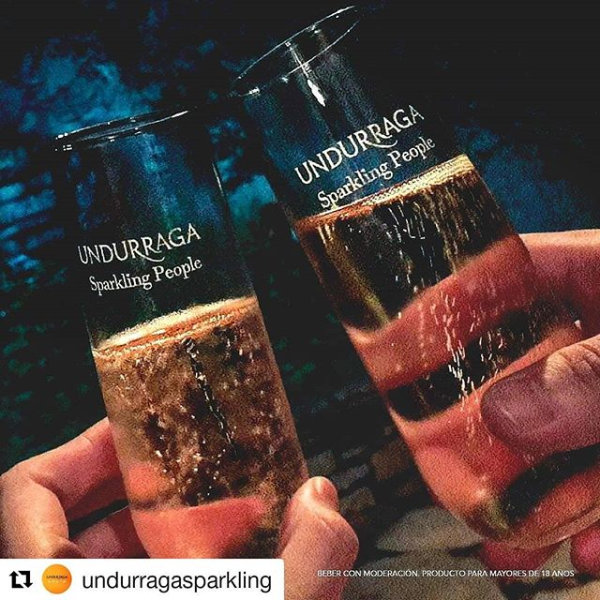 UNDURRAGA
Sparkling People
UNDURRAGA
Sparkling People
BEBER CON MODERACIÓN. PRODUCTO PARA MAYORES DE 18 AÑOS
undurragasparkling